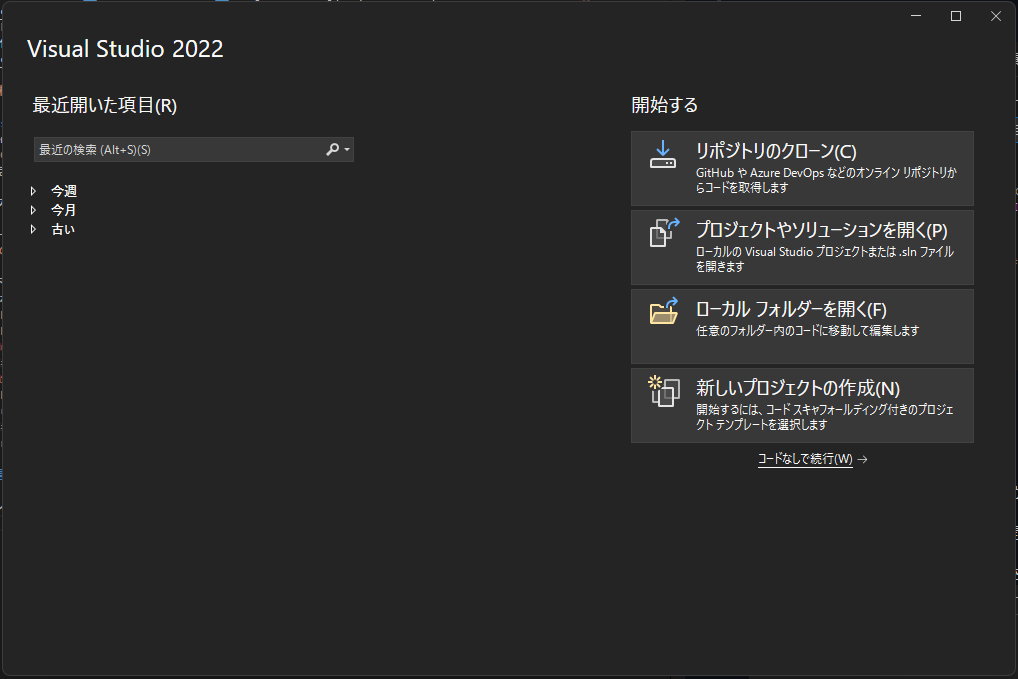 Visual Studio 2022
最近開いた項目(R)
最近の検索 (Alt+S)(S)
今週
今月
古い
開始する
リポジトリのクローン(C)
GitHub や Azure DevOps などのオンライン リポジトリか
らコードを取得します
プロジェクトやソリューションを開く(P)
ローカルの Visual Studio プロジェクトまたは .sln ファイル
を開きます
ローカル フォルダーを開く(F)
任意のフォルダー内のコードに移動して編集します
新しいプロジェクトの作成(N)
開始するには、コード スキャフォールディング付きのプロジェ
クト テンプレートを選択します
コードなしで続行(W) →